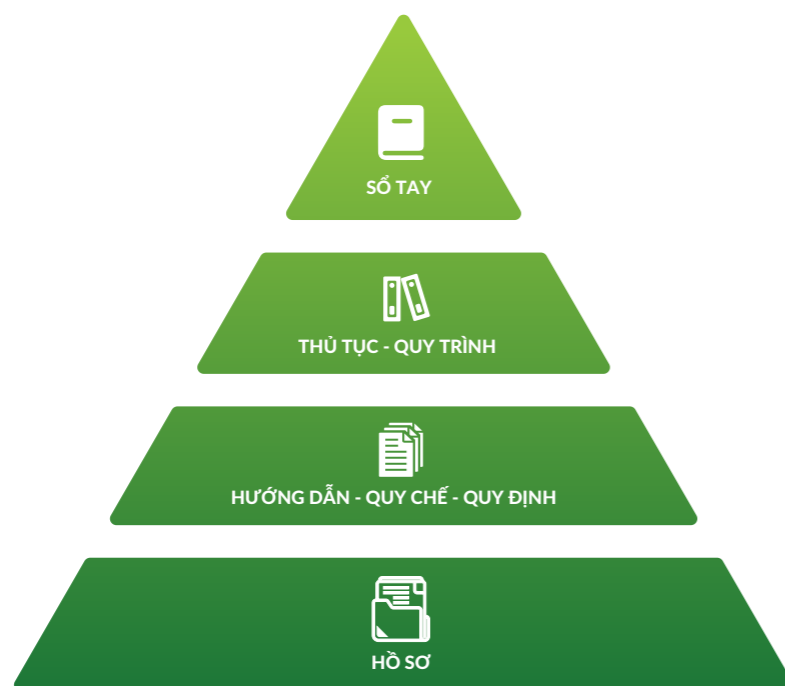 SỔ TAY
THỦ TỤC - QUY TRÌNH
HƯỚNG DẪN - QUY CHẾ - QUY ĐỊNH
HỒ SƠ